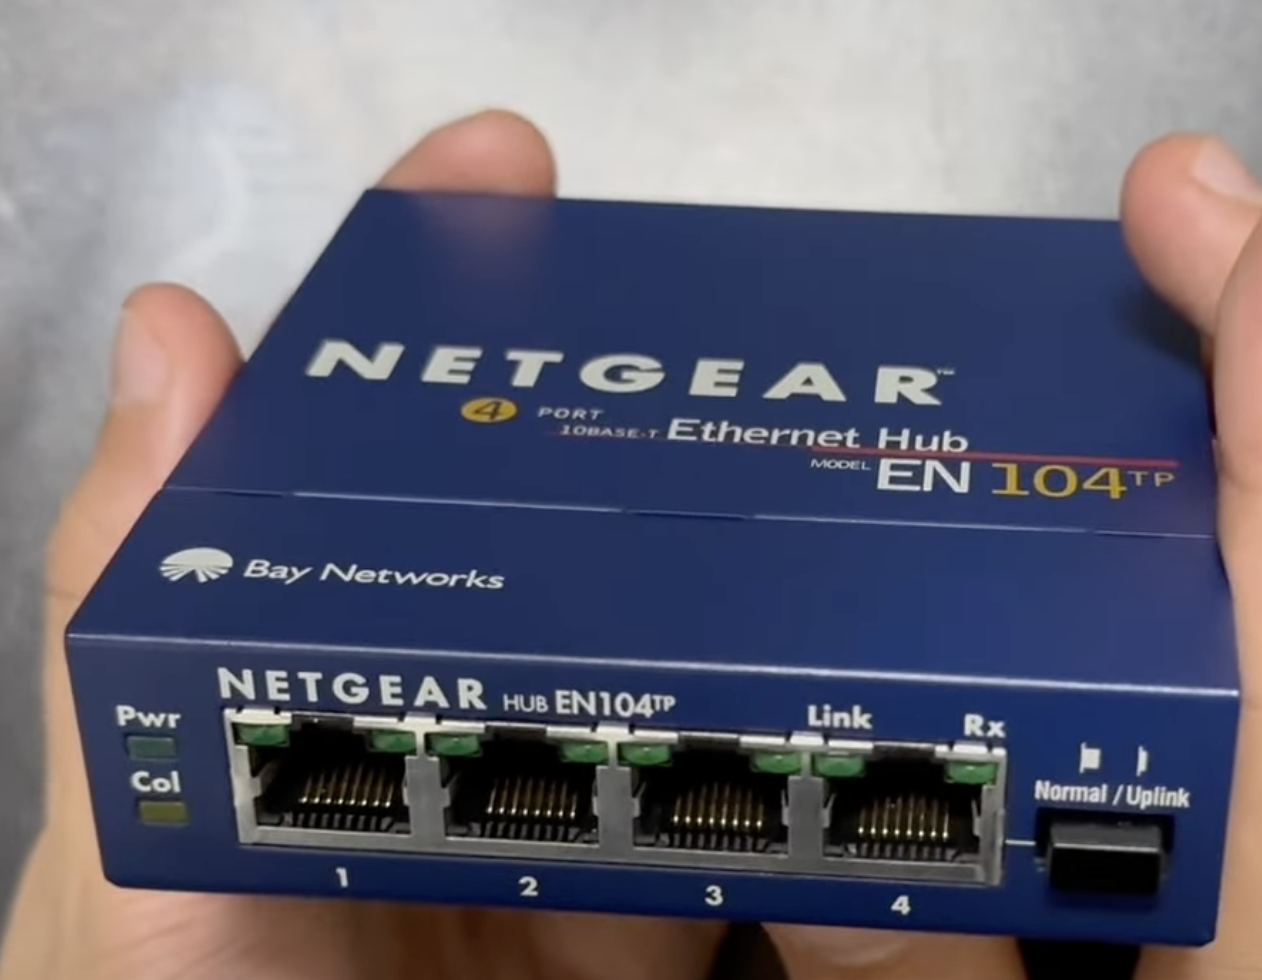 NETGEAR™
4 PORT
10BASE-T Ethernet Hub
MODEL EN 104TP
Bay Networks
NETGEAR HUB EN104TP
Pwr
Link Rx
Col
Normal / Uplink
1 2 3 4